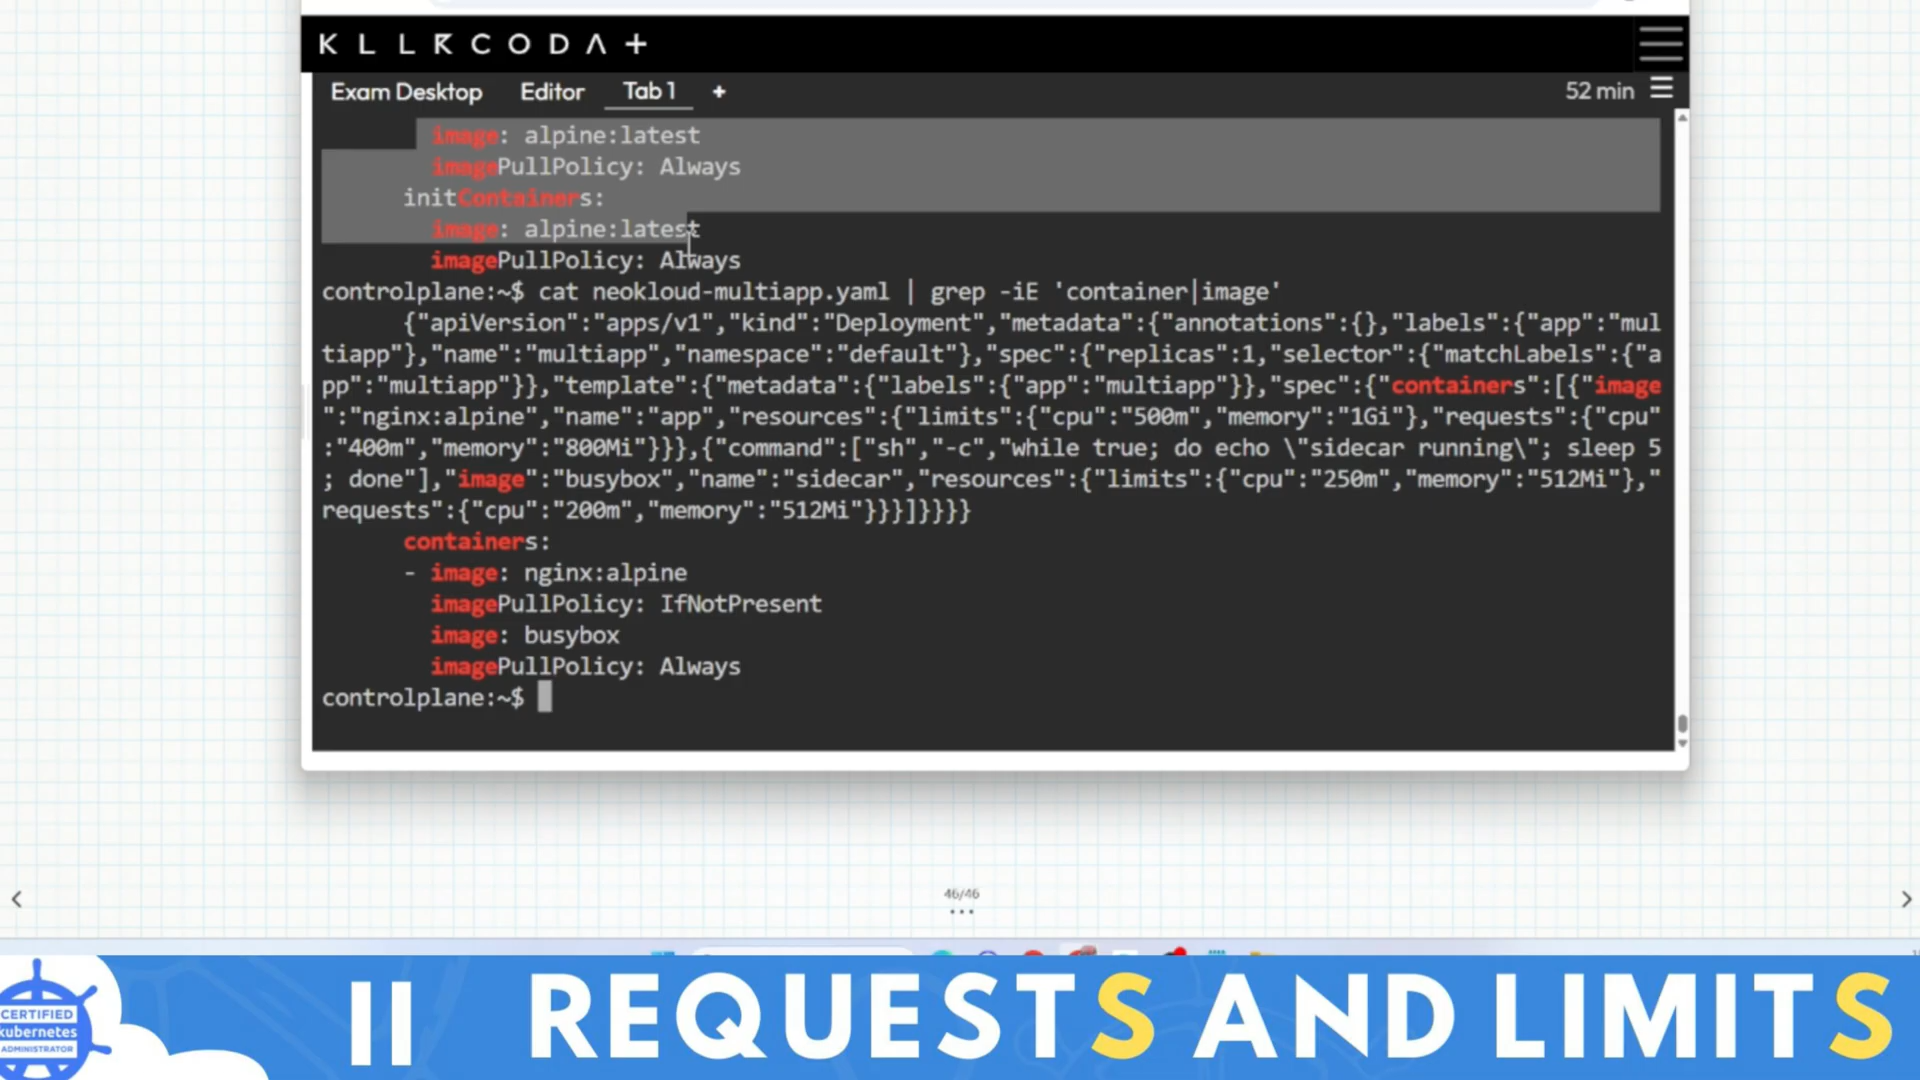 KLLRCODA+
Exam Desktop Editor Tab 1 + 52 min
image: alpine:latest
imagePullPolicy: Always
initContainers:
image: alpine:latest
imagePullPolicy: Always
controlplane:~$ cat neokloud-multiapp.yaml | grep -iE 'container|image'
{"apiVersion":"apps/v1","kind":"Deployment","metadata":{"annotations":{},"labels":{"app":"mul
tiapp"},"name":"multiapp","namespace":"default"},"spec":{"replicas":1,"selector":{"matchLabels":{"a
pp":"multiapp"}},"template":{"metadata":{"labels":{"app":"multiapp"}},"spec":{"containers":[{"image
":"nginx:alpine","name":"app","resources":{"limits":{"cpu":"500m","memory":"1Gi"},"requests":{"cpu"
:"400m","memory":"800Mi"}}},{"command":["sh","-c","while true; do echo \"sidecar running\"; sleep 5
; done"],"image":"busybox","name":"sidecar","resources":{"limits":{"cpu":"250m","memory":"512Mi"},"
requests":{"cpu":"200m","memory":"512Mi"}}}]}}}}
containers:
- image: nginx:alpine
imagePullPolicy: IfNotPresent
image: busybox
imagePullPolicy: Always
controlplane:~$
46/46
CERTIFIED
kubernetes
ADMINISTRATOR
II REQUESTS AND LIMITS